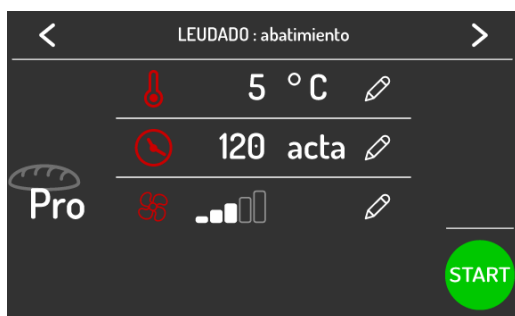 LEUDADO : abatimiento
5 °C
120 acta
Pro
START